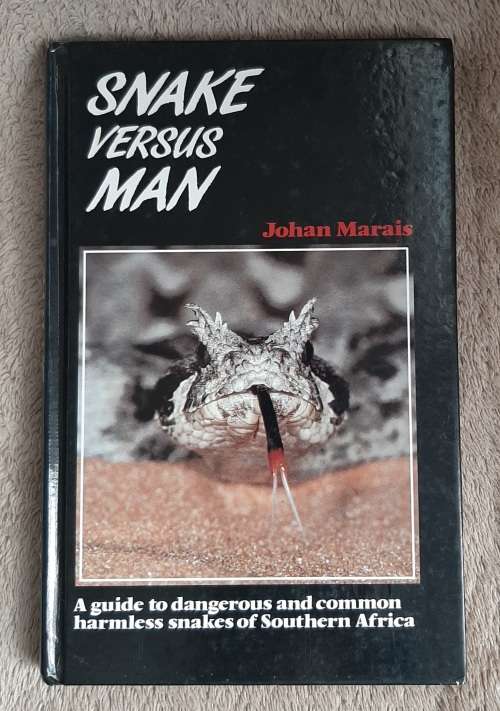 SNAKE
VERSUS
MAN
Johan Marais
A guide to dangerous and common
harmless snakes of Southern Africa